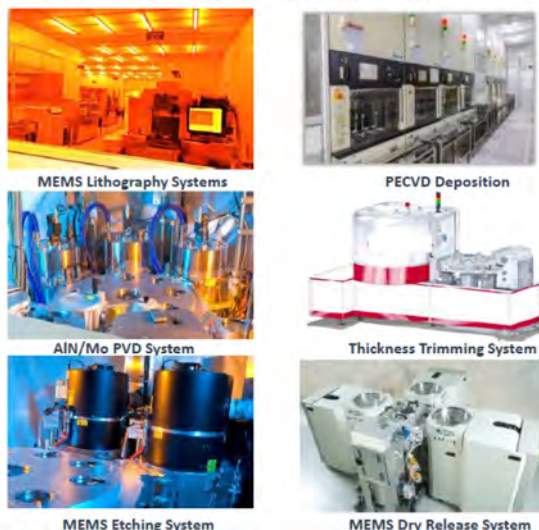 MEMS Lithography Systems
PECVD Deposition
AlN/Mo PVD System
Thickness Trimming System
MEMS Etching System
MEMS Dry Release System